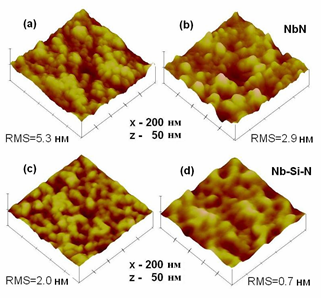 (a) (b) NbN
x - 200 нм
z - 50 нм
RMS=5.3 нм RMS=2.9 нм
(c) (d) Nb-Si-N
x -200 нм
z - 50 нм
RMS=2.0 нм RMS=0.7 нм